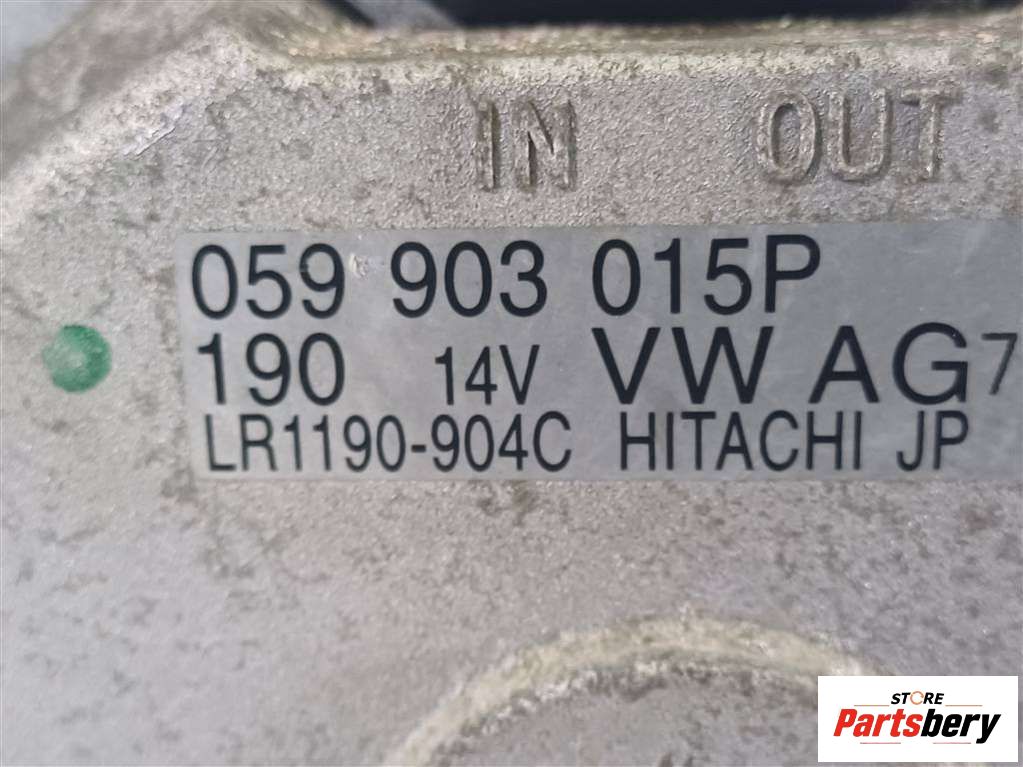 IN OUT
059 903 015P
190 14V VW AG7
LR1190-904C HITACHI JP
STORE
Partsbery